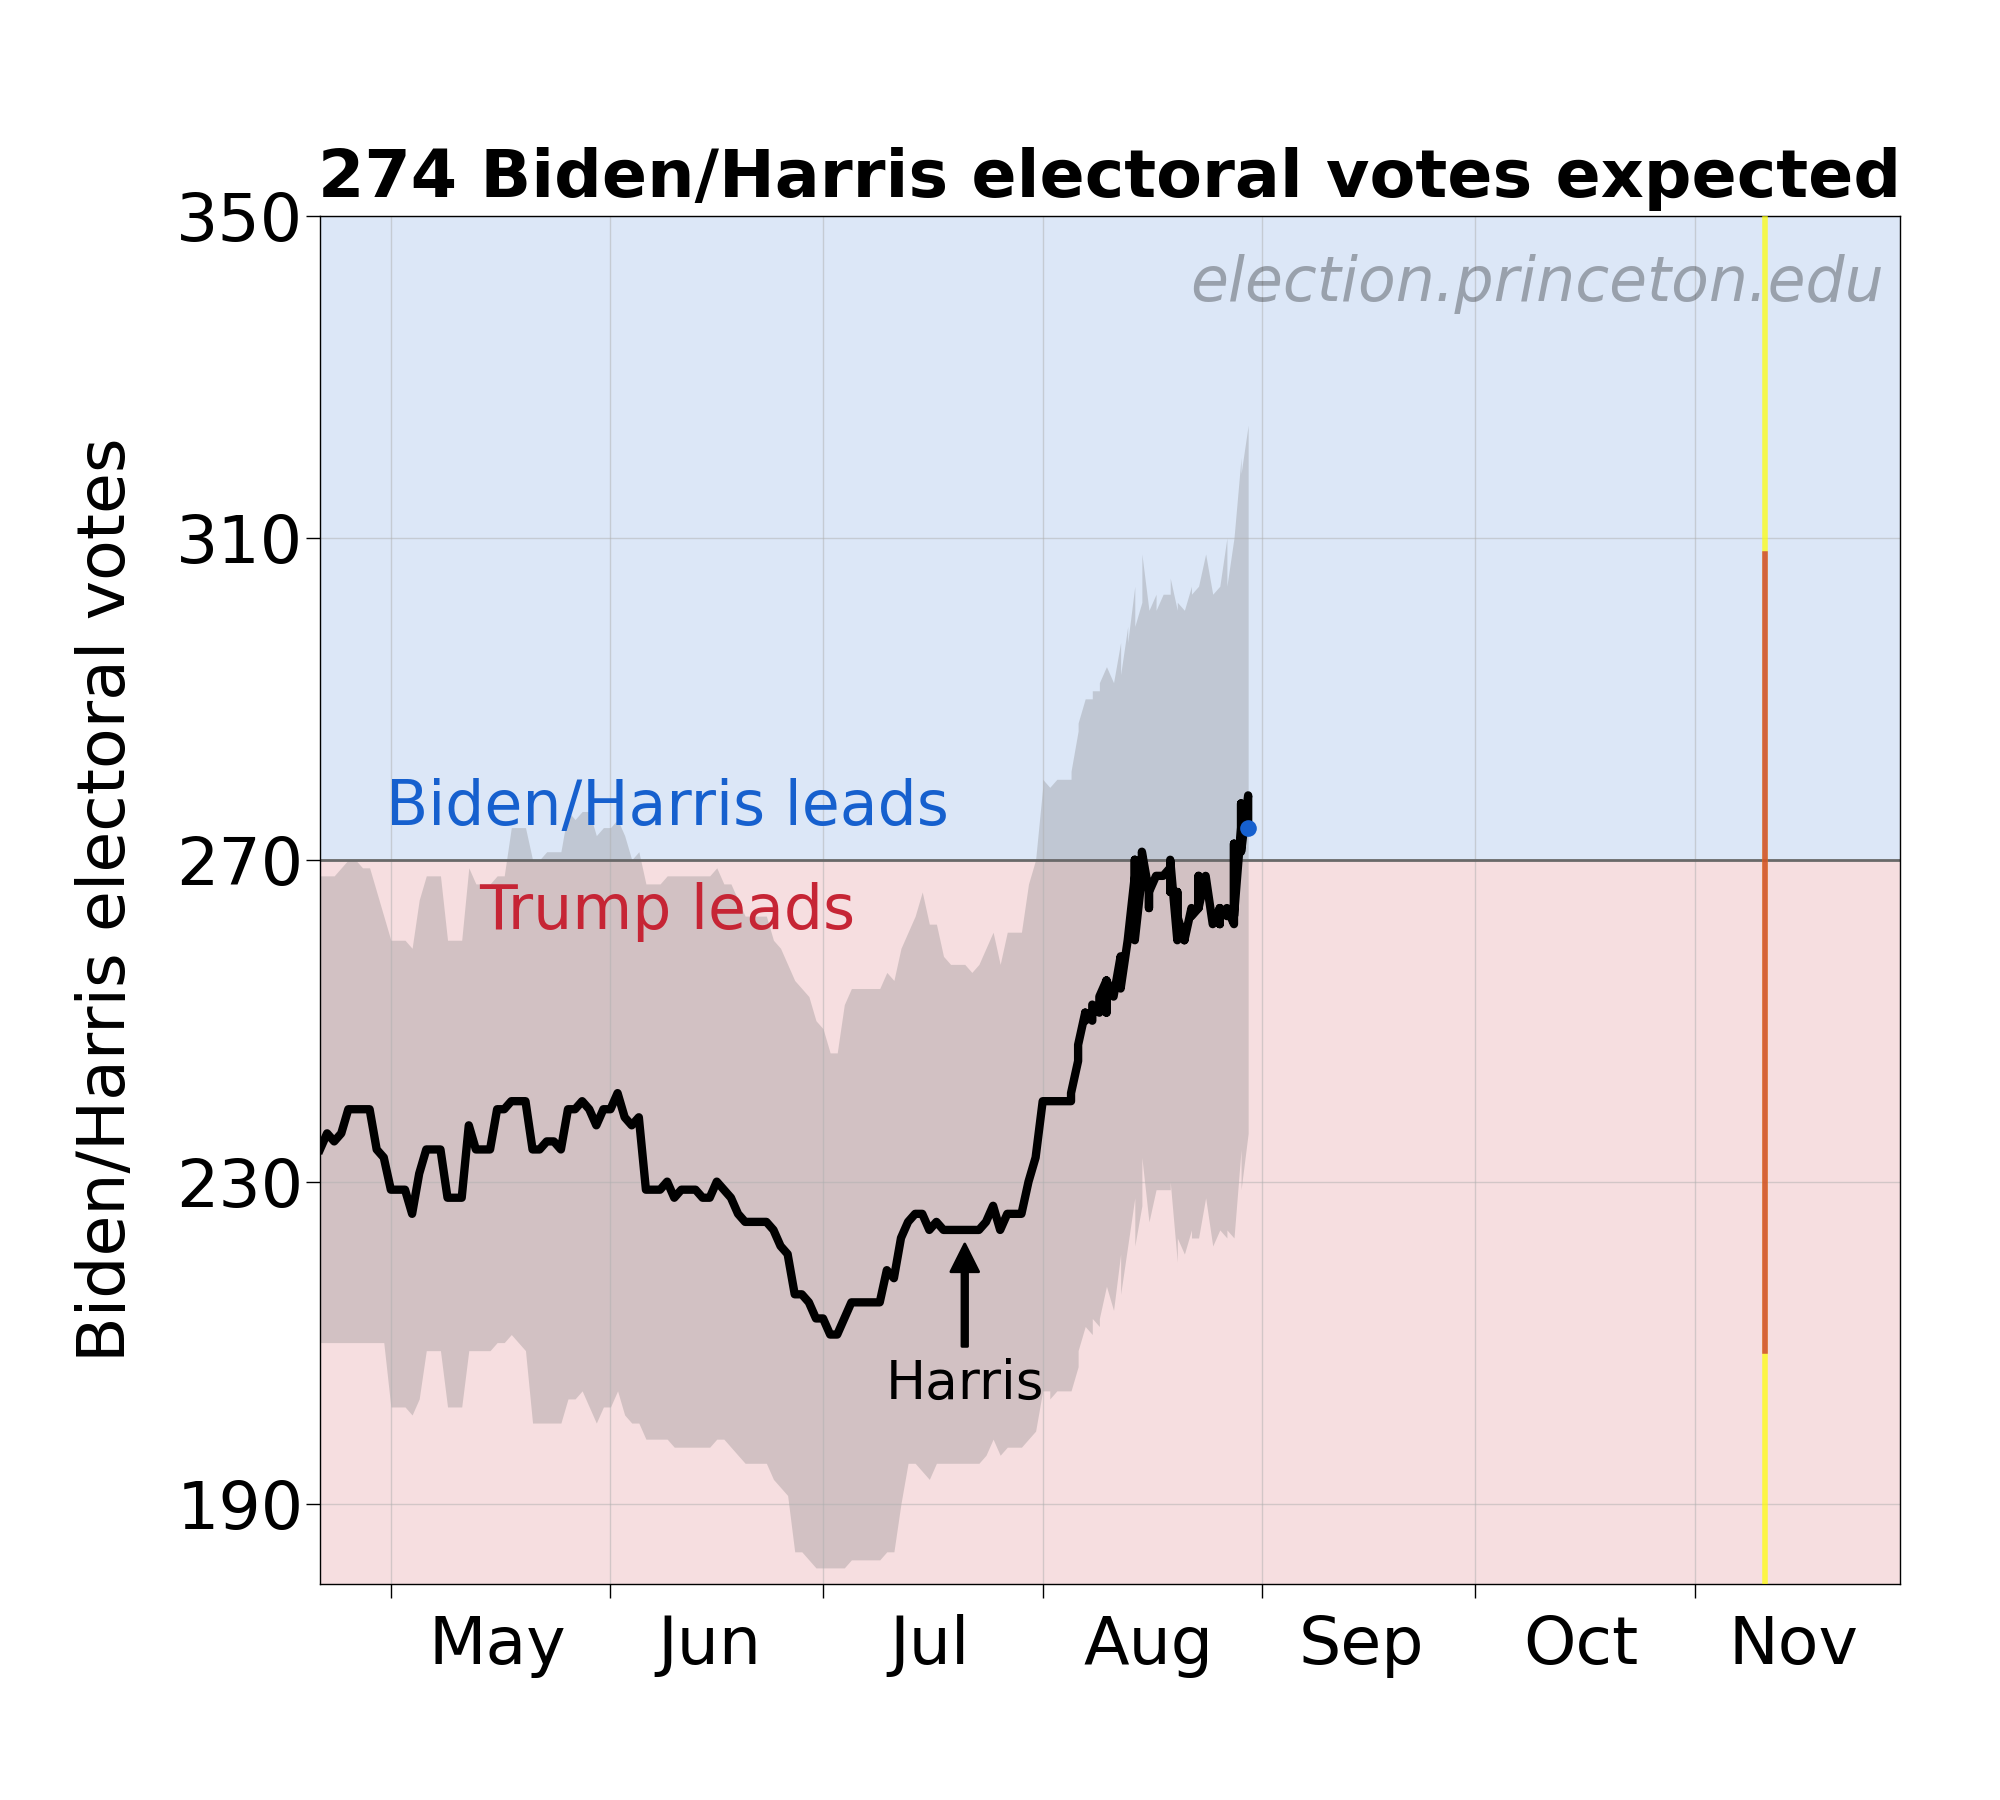 274 Biden/Harris electoral votes expected
350
election.princeton.edu
310
Biden/Harris electoral votes
Biden/Harris leads
270
Trump leads
230
Harris
190
May Jun Jul Aug Sep Oct Nov